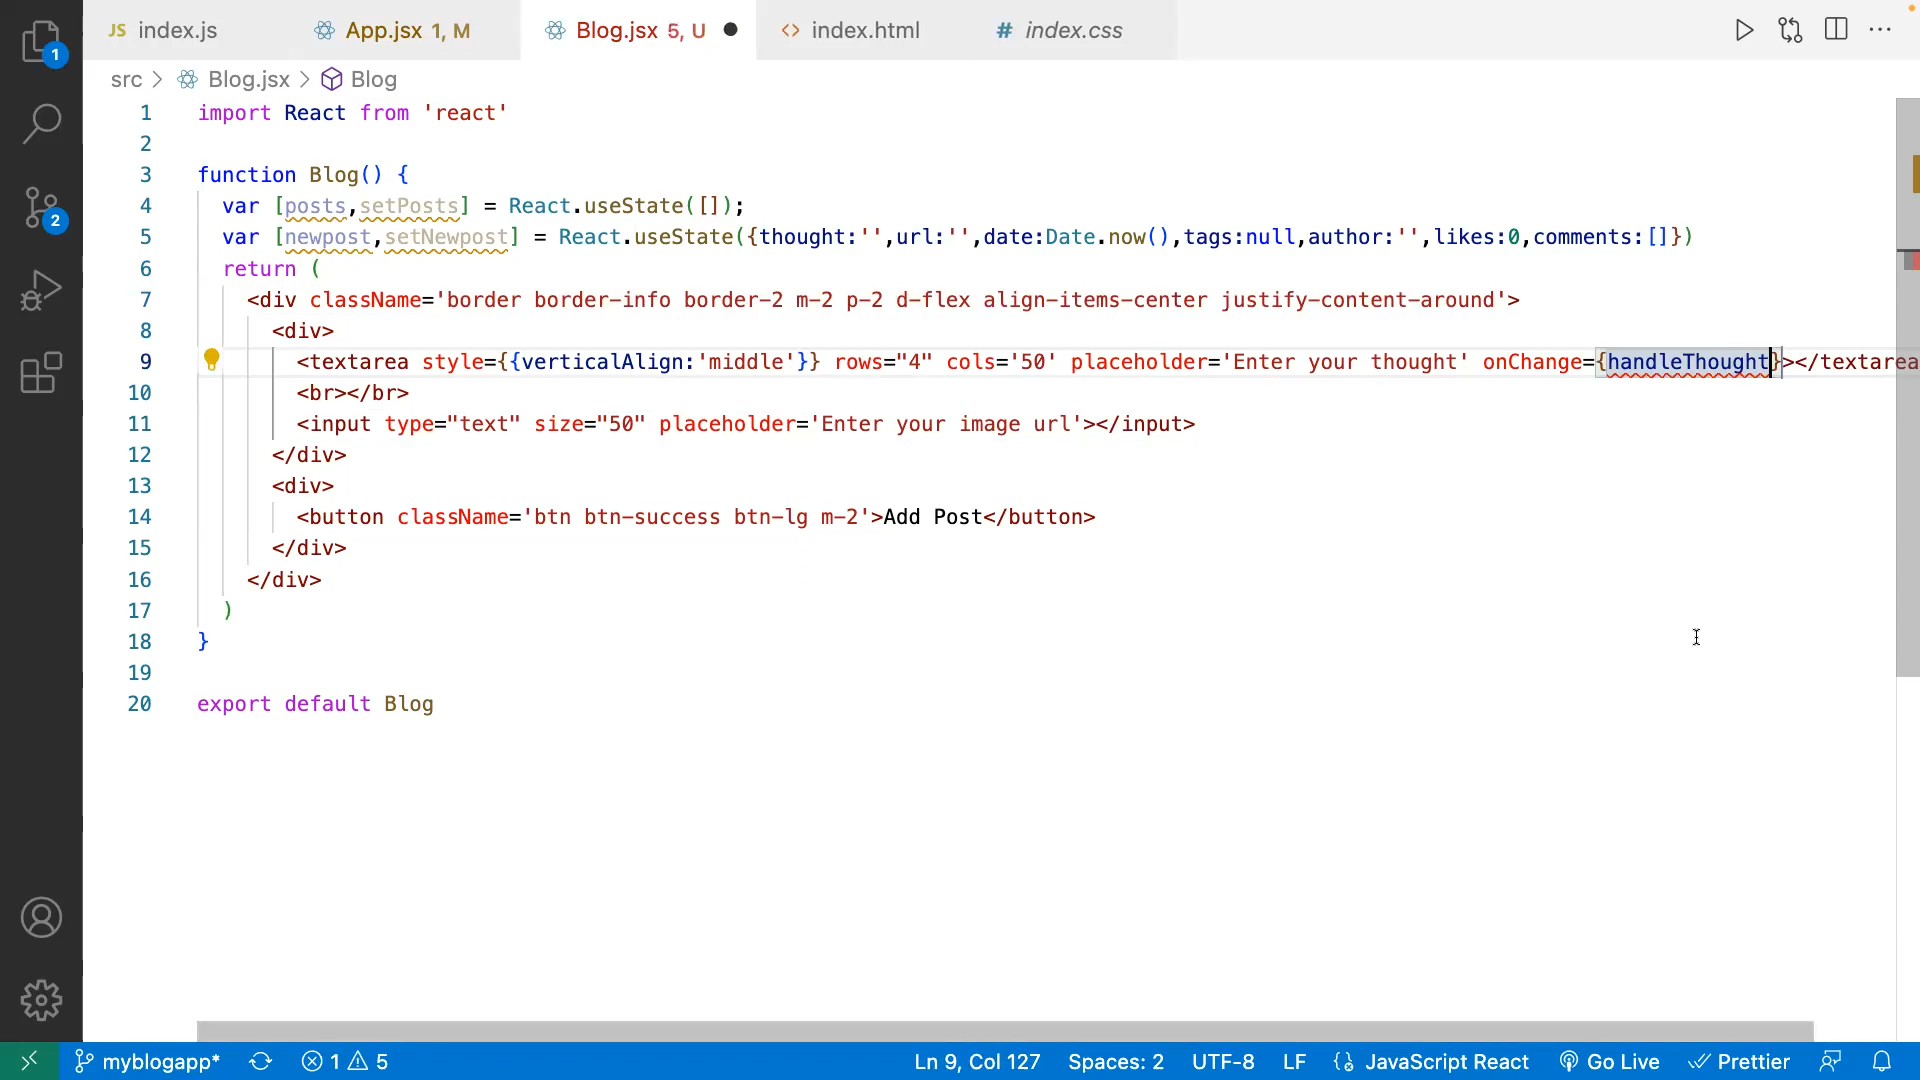 1
2
JS index.js
App.jsx 1, M
Blog.jsx 5, U
<> index.html
# index.css
src > Blog.jsx > Blog
1 import React from 'react'
2
3 function Blog() {
4 var [posts,setPosts] = React.useState([]);
5 var [newpost,setNewpost] = React.useState({thought:'',url:'',date:Date.now(),tags:null,author:'',likes:0,comments:[]})
6 return (
7 <div className='border border-info border-2 m-2 p-2 d-flex align-items-center justify-content-around'>
8 <div>
9 <textarea style={{verticalAlign:'middle'}} rows="4" cols='50' placeholder='Enter your thought' onChange={handleThought}></textarea
10 <br></br>
11 <input type="text" size="50" placeholder='Enter your image url'></input>
12 </div>
13 <div>
14 <button className='btn btn-success btn-lg m-2'>Add Post</button>
15 </div>
16 </div>
17 )
18 }
19
20 export default Blog
myblogapp* 1 5 Ln 9, Col 127 Spaces: 2 UTF-8 LF JavaScript React Go Live Prettier